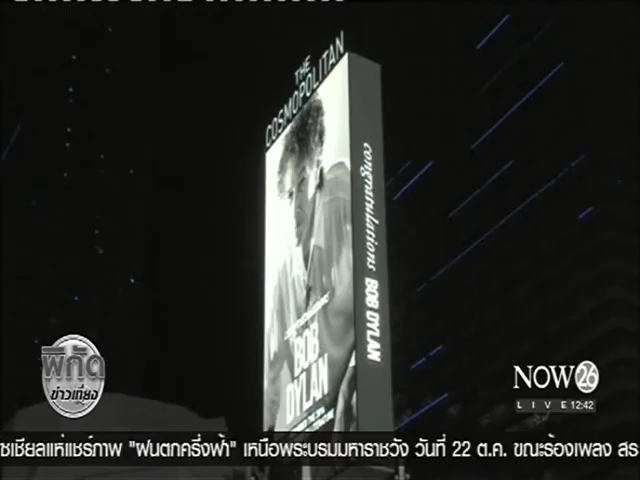 THE
COSMOPOLITAN
congratulations BOB DYLAN
BOB
DYLAN
พิกัด
ข่าวเที่ยง
NOW26
LIVE 12:42
ซเชียลแห่แชร์ภาพ "ฝนตกครึ่งฟ้า" เหนือพระบรมมหาราชวัง วันที่ 22 ต.ค. ขณะร้องเพลง สร